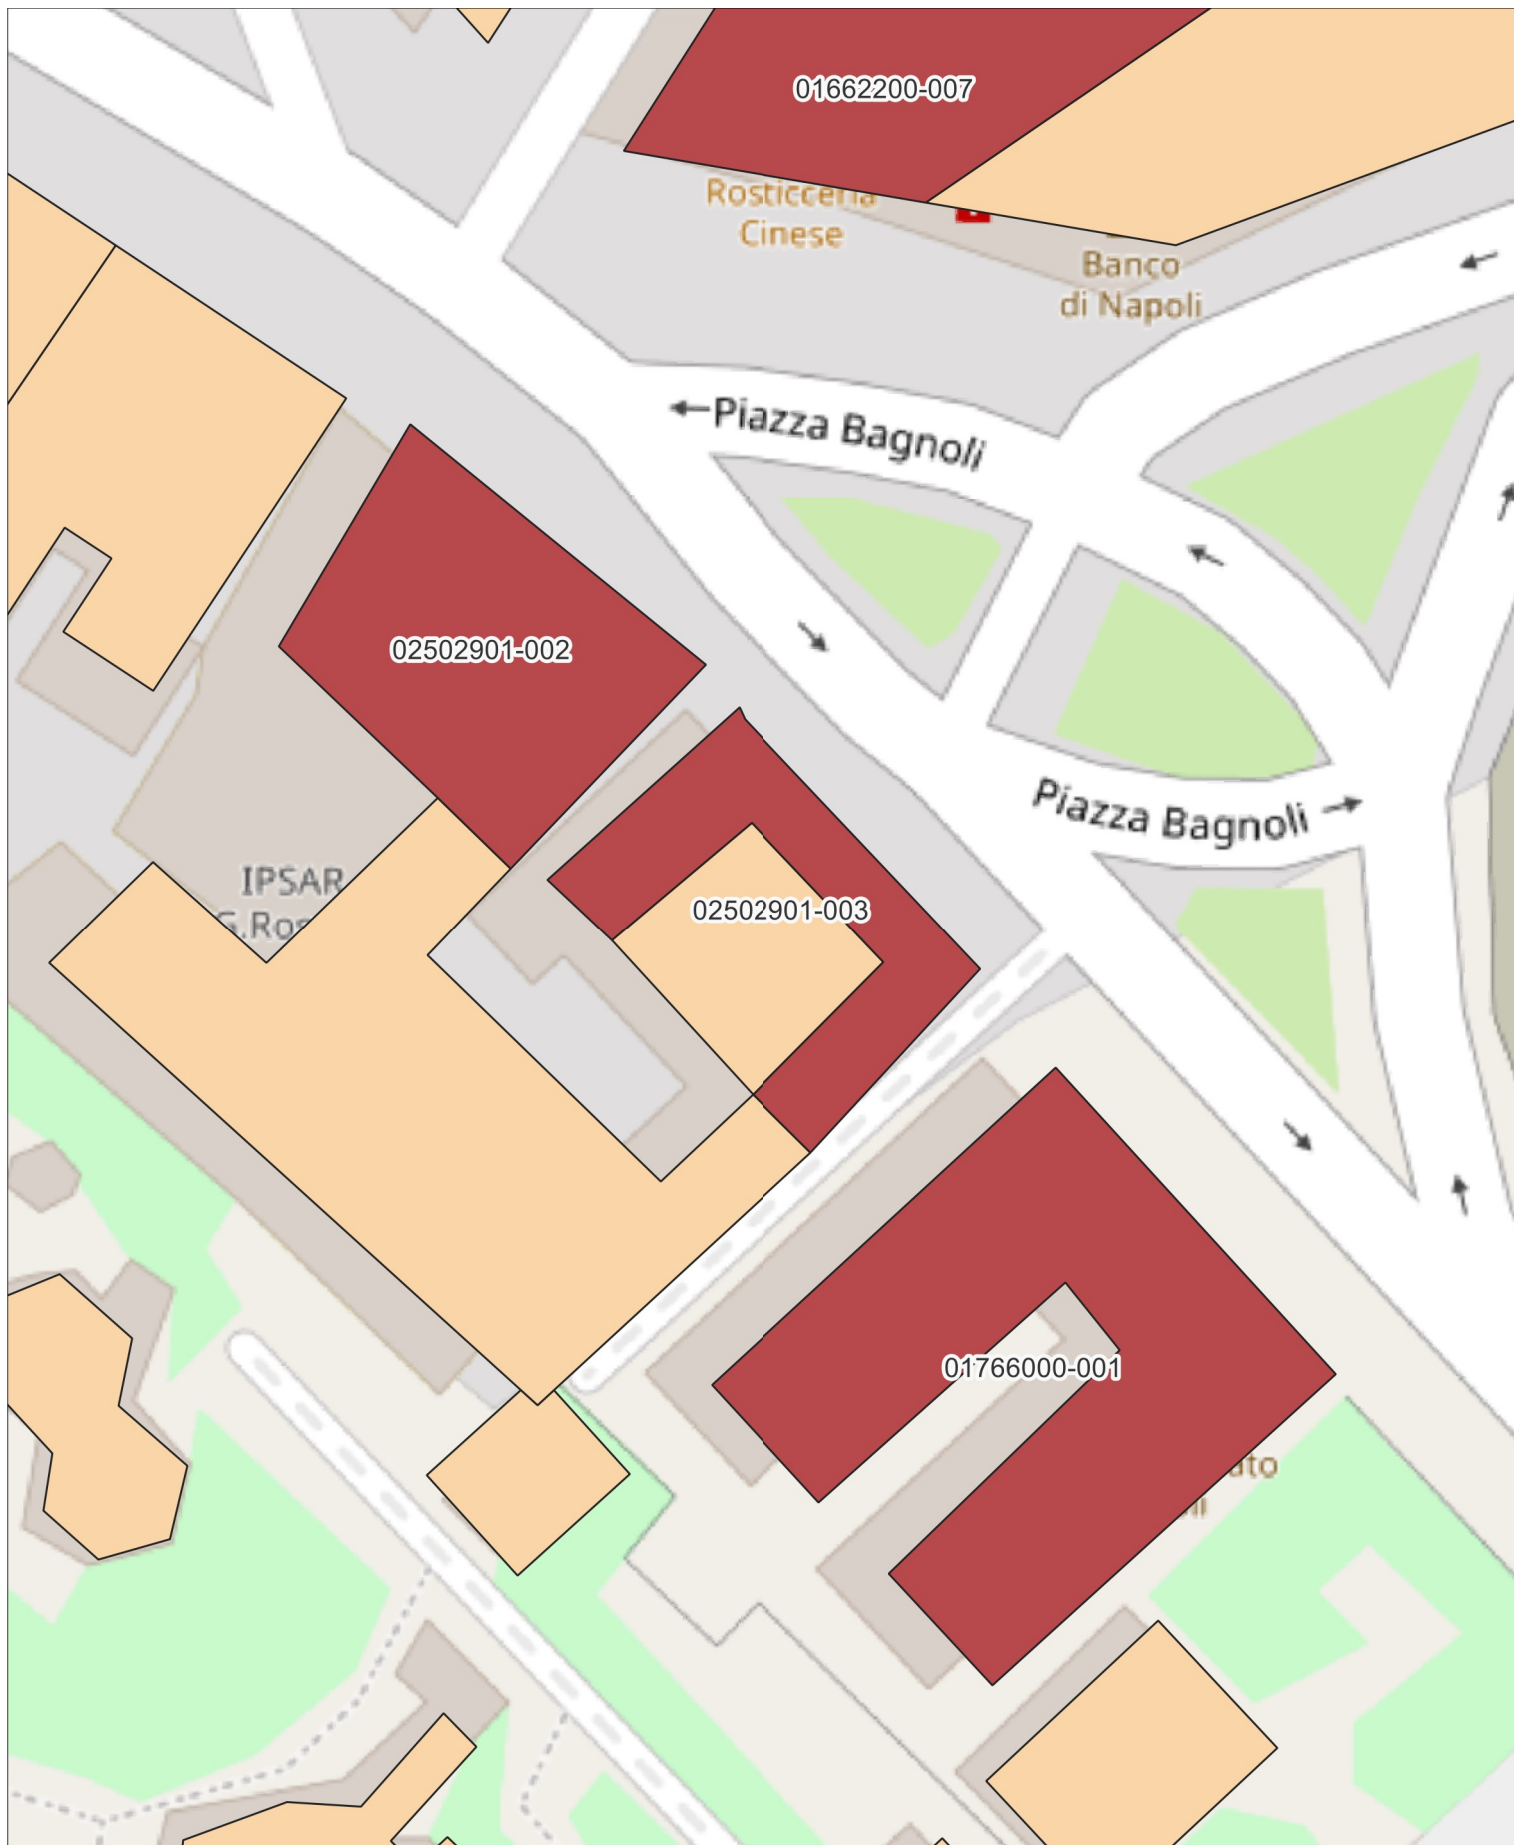 01662200-007
Rosticceria
Cinese
Banco
di Napoli
Piazza Bagnoli
02502901-002
Piazza Bagnoli
IPSAR
02502901-003
01766000-001